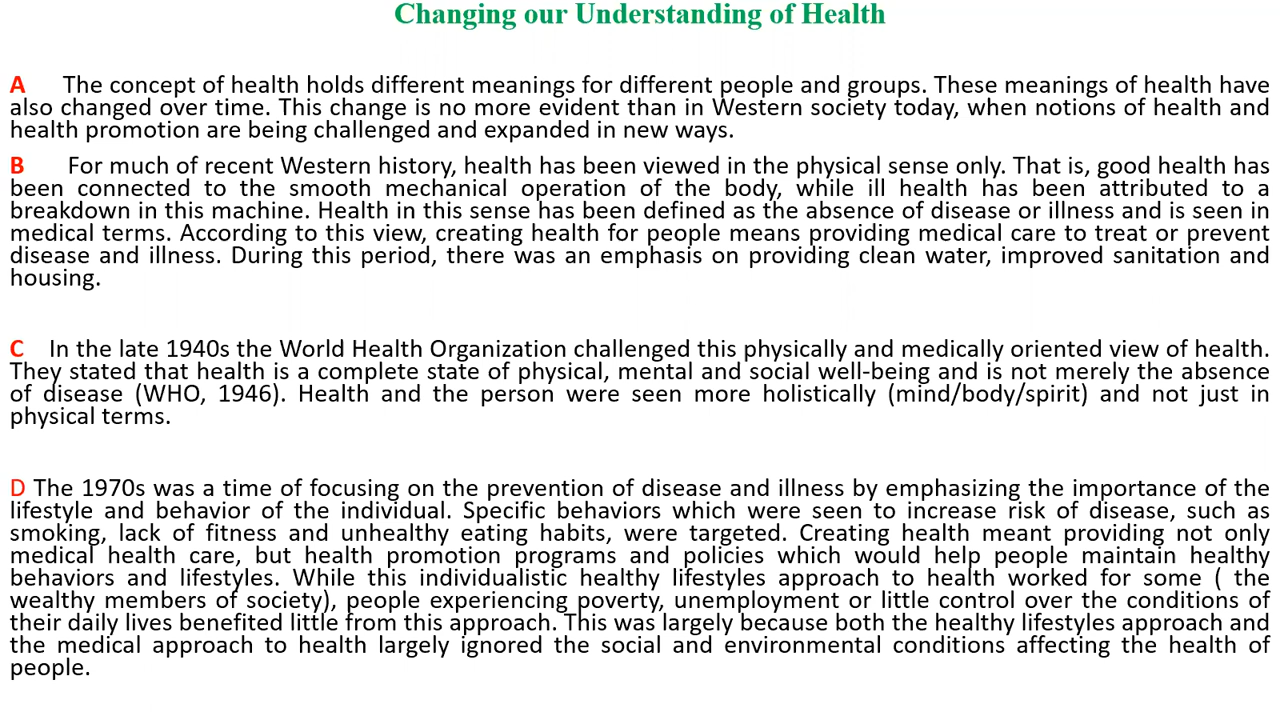 Changing our Understanding of Health
A The concept of health holds different meanings for different people and groups. These meanings of health have
also changed over time. This change is no more evident than in Western society today, when notions of health and
health promotion are being challenged and expanded in new ways.
B For much of recent Western history, health has been viewed in the physical sense only. That is, good health has
been connected to the smooth mechanical operation of the body, while ill health has been attributed to a
breakdown in this machine. Health in this sense has been defined as the absence of disease or illness and is seen in
medical terms. According to this view, creating health for people means providing medical care to treat or prevent
disease and illness. During this period, there was an emphasis on providing clean water, improved sanitation and
housing.
C In the late 1940s the World Health Organization challenged this physically and medically oriented view of health.
They stated that health is a complete state of physical, mental and social well-being and is not merely the absence
of disease (WHO, 1946). Health and the person were seen more holistically (mind/body/spirit) and not just in
physical terms.
D The 1970s was a time of focusing on the prevention of disease and illness by emphasizing the importance of the
lifestyle and behavior of the individual. Specific behaviors which were seen to increase risk of disease, such as
smoking, lack of fitness and unhealthy eating habits, were targeted. Creating health meant providing not only
medical health care, but health promotion programs and policies which would help people maintain healthy
behaviors and lifestyles. While this individualistic healthy lifestyles approach to health worked for some ( the
wealthy members of society), people experiencing poverty, unemployment or little control over the conditions of
their daily lives benefited little from this approach. This was largely because both the healthy lifestyles approach and
the medical approach to health largely ignored the social and environmental conditions affecting the health of
people.